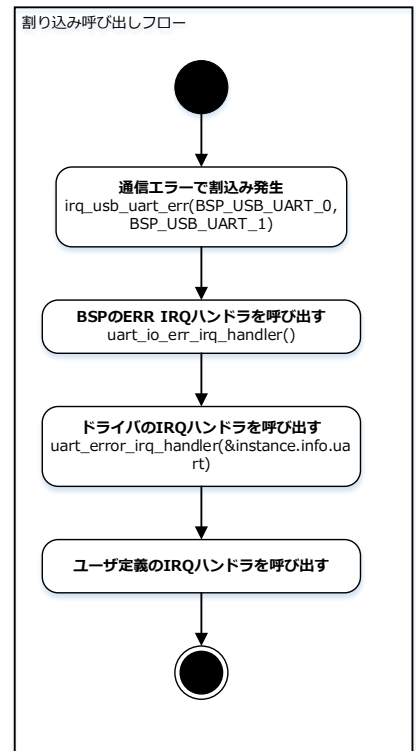 割り込み呼び出しフロー
通信エラーで割込み発生
irq_usb_uart_err(BSP_USB_UART_0,
BSP_USB_UART_1)
BSPのERR IRQハンドラを呼び出す
uart_io_err_irq_handler()
ドライバのIRQハンドラを呼び出す
uart_error_irq_handler(&instance.info.ua
rt)
ユーザ定義のIRQハンドラを呼び出す